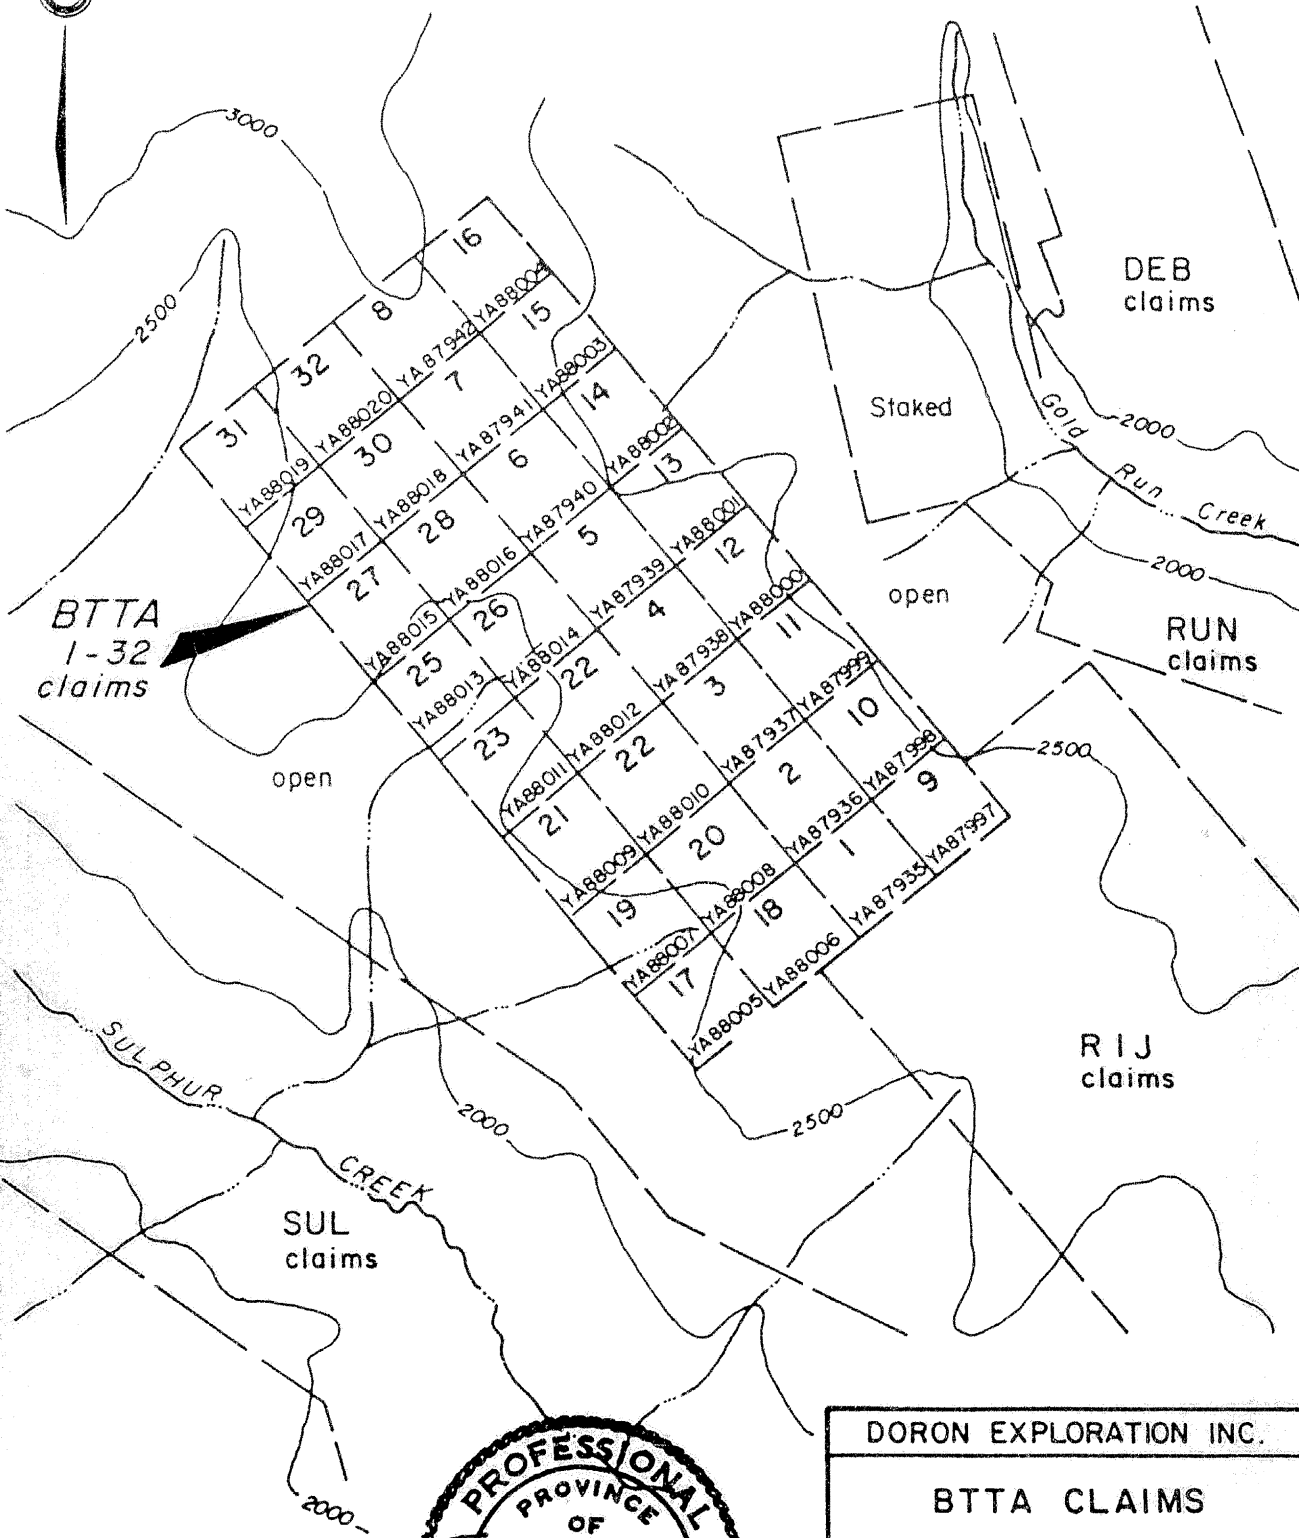 3000
2500
16
YA88004
8
YA87942
15
32
YA88020
7
YA88003
31
YA88019
30
YA87941
14
29
YA88018
6
YA88002
YA88017
28
YA87940
13
27
YA88016
5
YA88001
YA88015
26
YA87939
12
25
YA88014
4
YA88000
YA88013
22
YA87938
11
23
YA88012
3
YA87999
YA88011
22
YA87937
10
21
YA88010
2
YA87998
YA88009
20
YA87936
9
19
YA88008
1
YA87997
YA88007
18
YA87935
17
YA88006
YA88005
DEB
claims
Staked
Gold
Run
Creek
2000
2000
open
RUN
claims
BTTA
1-32
claims
open
2500
RIJ
claims
SULPHUR
CREEK
2000
2500
SUL
claims
2000
PROFESSIONAL
PROVINCE
OF
DORON EXPLORATION INC.
BTTA CLAIMS